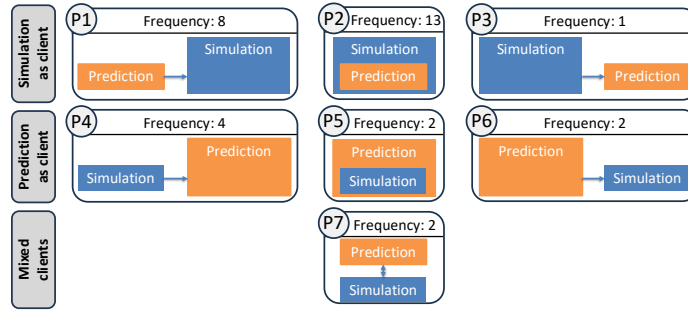 Simulation
as client
P1
Frequency: 8
Simulation
Prediction
P2
Frequency: 13
Simulation
Prediction
P3
Frequency: 1
Simulation
Prediction
Prediction
as client
P4
Frequency: 4
Prediction
Simulation
P5
Frequency: 2
Prediction
Simulation
P6
Frequency: 2
Prediction
Simulation
Mixed
clients
P7
Frequency: 2
Prediction
Simulation